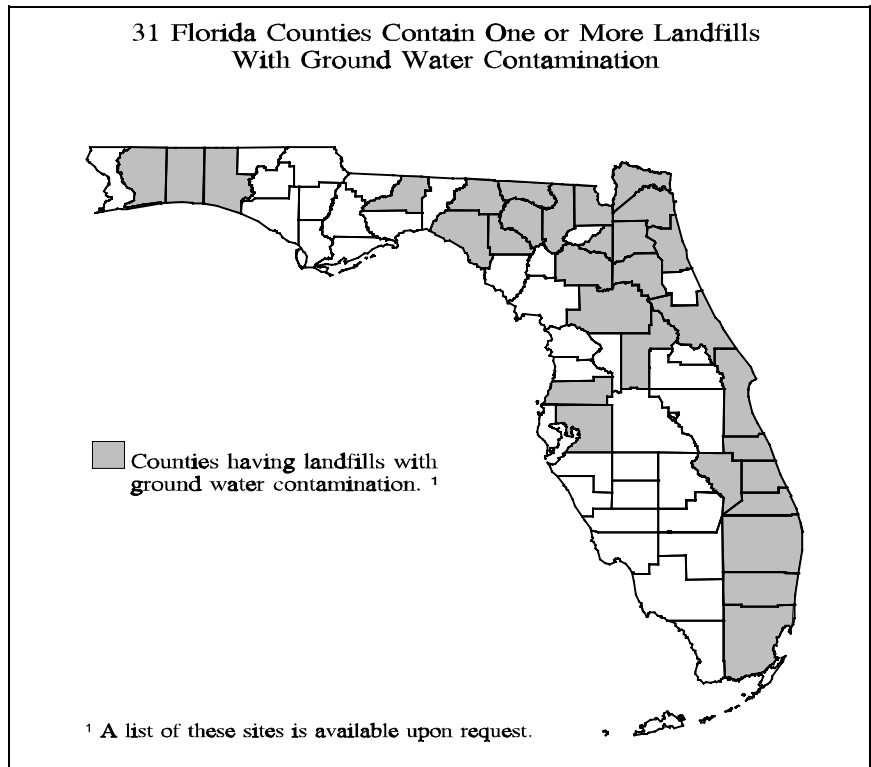 31 Florida Counties Contain One or More Landfills
With Ground Water Contamination
Counties having landfills with
ground water contamination. ¹
¹ A list of these sites is available upon request.